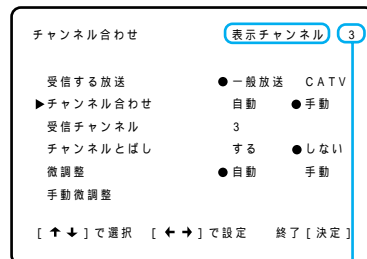 チャンネル合わせ 表示チャンネル 3
受信する放送 ●一般放送 CATV
▶チャンネル合わせ 自動 ●手動
受信チャンネル 3
チャンネルとばし する ●しない
微調整 ●自動 手動
手動微調整
[↑↓]で選択 [←→]で設定 終了[決定]